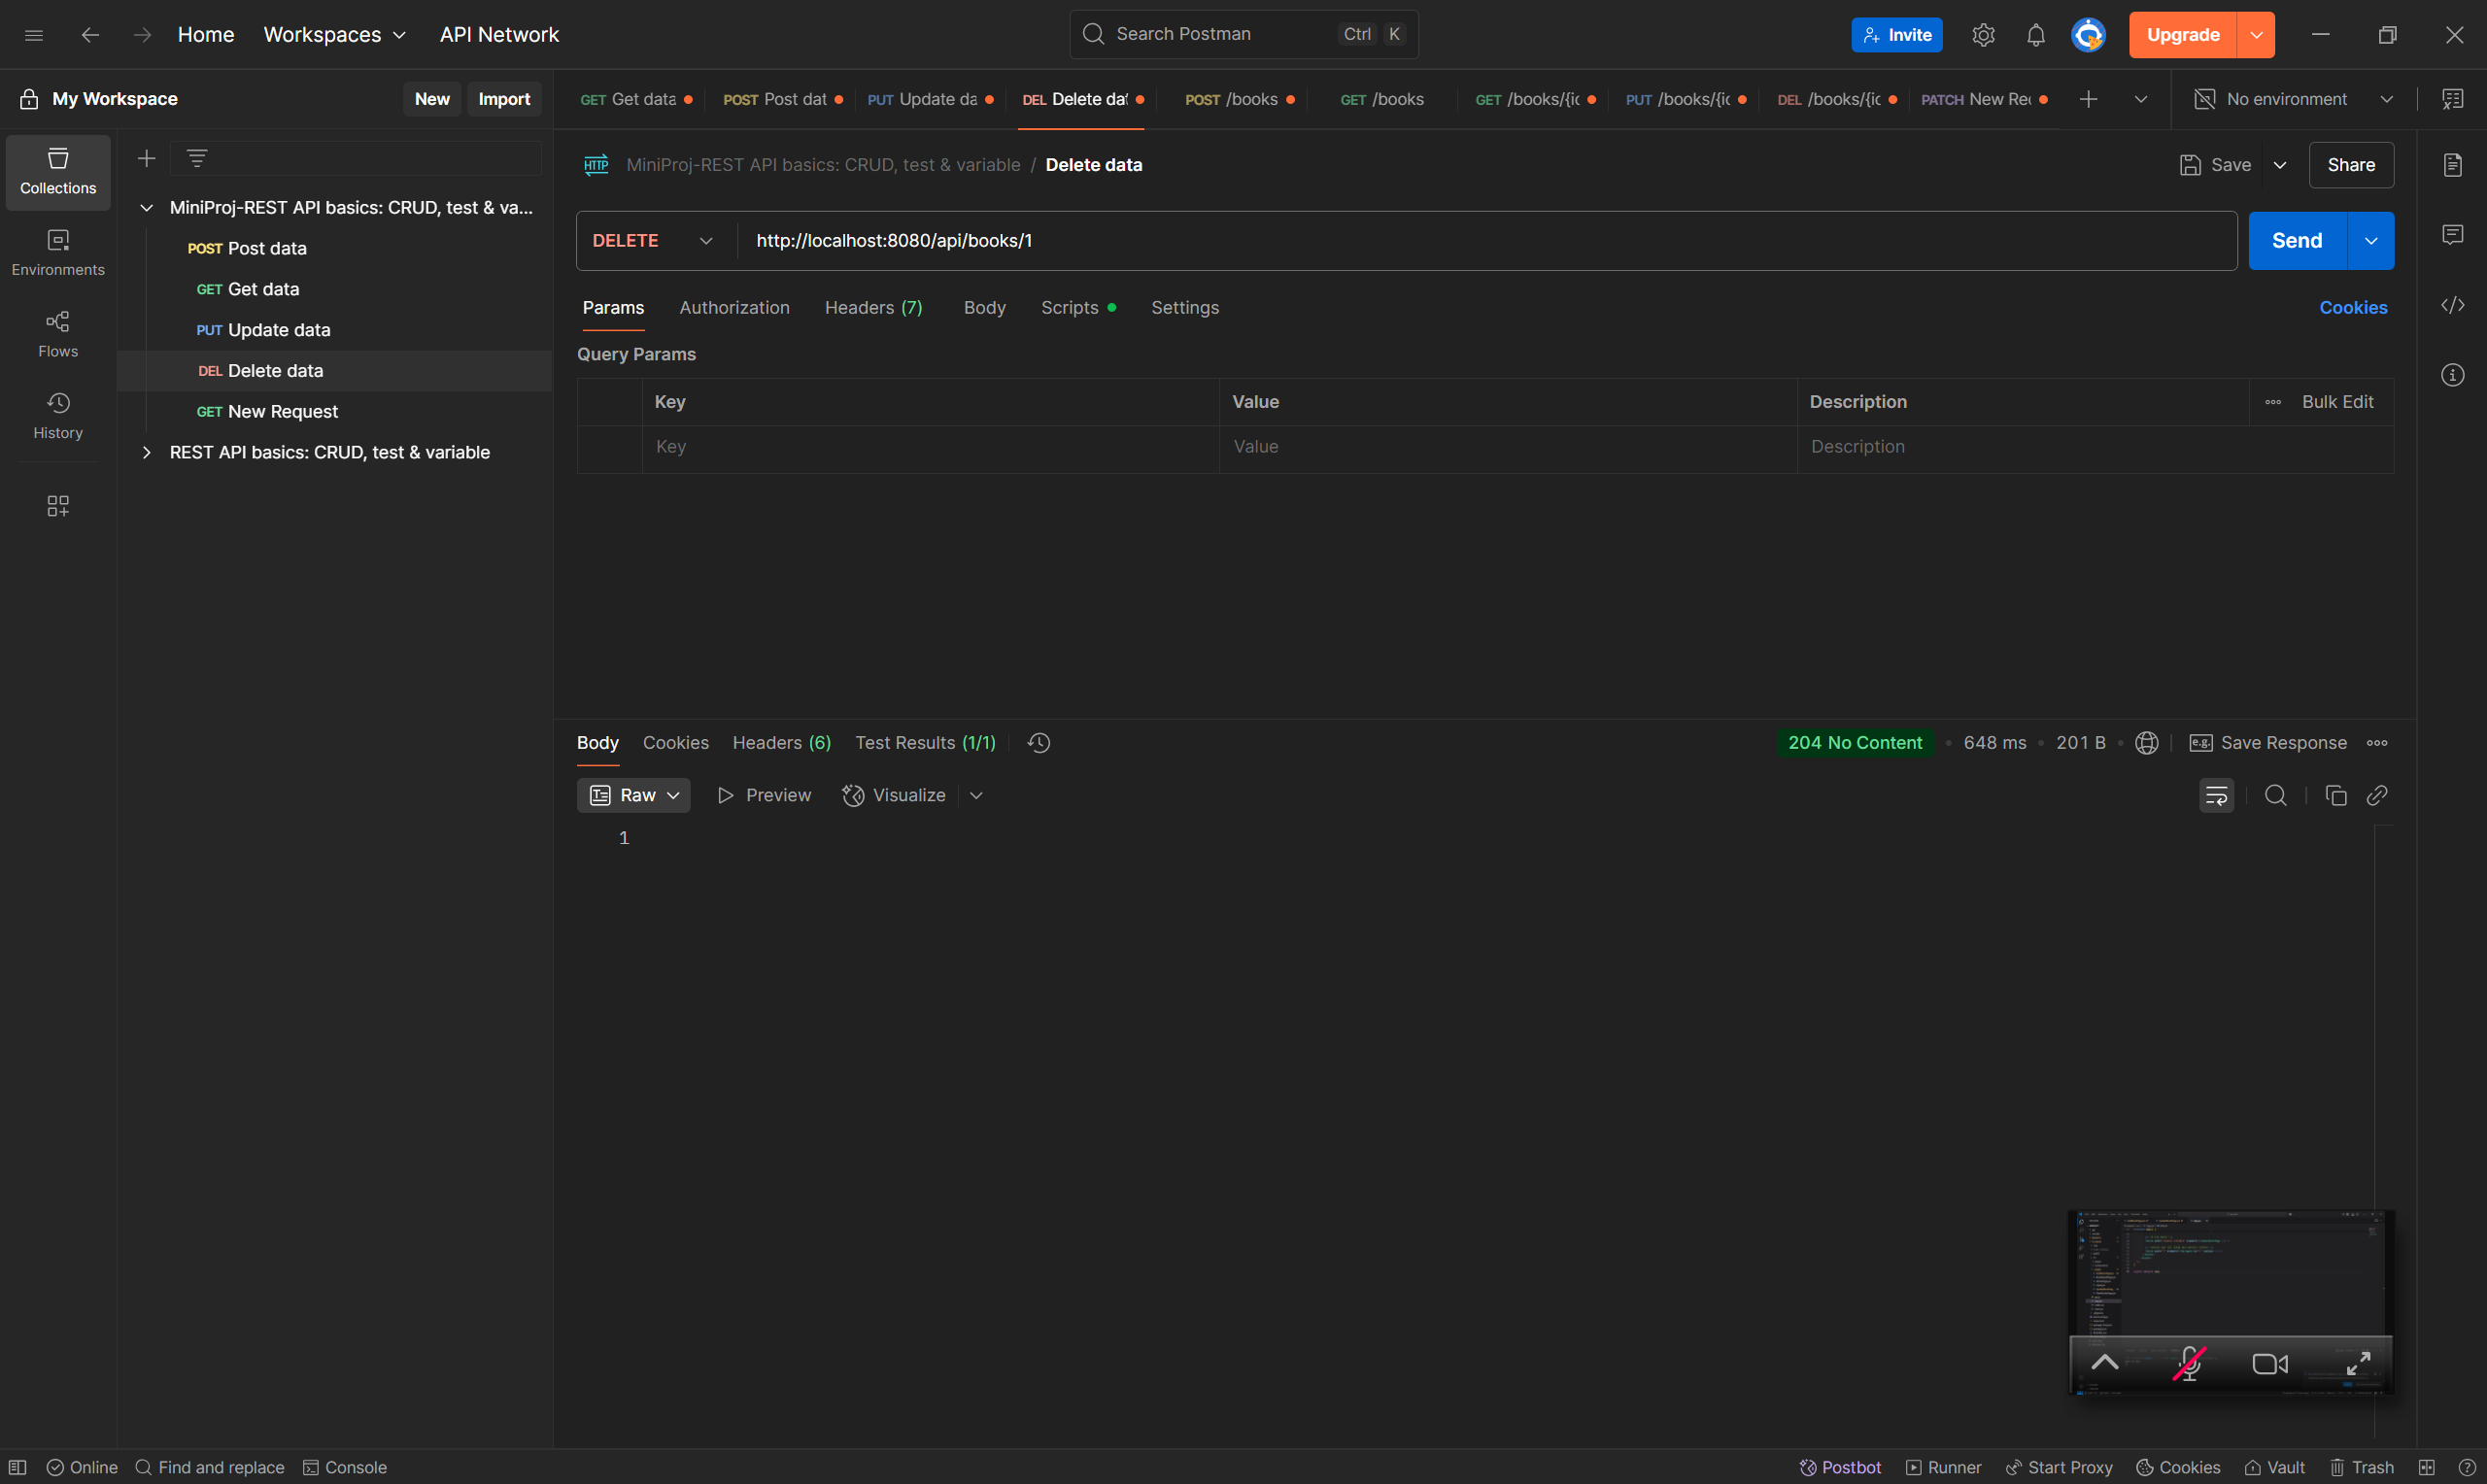 Home Workspaces API Network Search Postman Ctrl K Invite Upgrade
My Workspace New Import
GET Get data POST Post dat PUT Update da DEL Delete dat POST /books GET /books GET /books/{ic PUT /books/{ic DEL /books/{ic PATCH New Rec No environment
Collections
Environments
Flows
History
MiniProj-REST API basics: CRUD, test & va...
POST Post data
GET Get data
PUT Update data
DEL Delete data
GET New Request
REST API basics: CRUD, test & variable
HTTP MiniProj-REST API basics: CRUD, test & variable / Delete data Save Share
DELETE http://localhost:8080/api/books/1 Send
Params Authorization Headers (7) Body Scripts Settings Cookies
Query Params
Key Value Description Bulk Edit
Key Value Description
Body Cookies Headers (6) Test Results (1/1) 204 No Content 648 ms 201 B e.g. Save Response
Raw Preview Visualize
1
Online Find and replace Console Postbot Runner Start Proxy Cookies Vault Trash